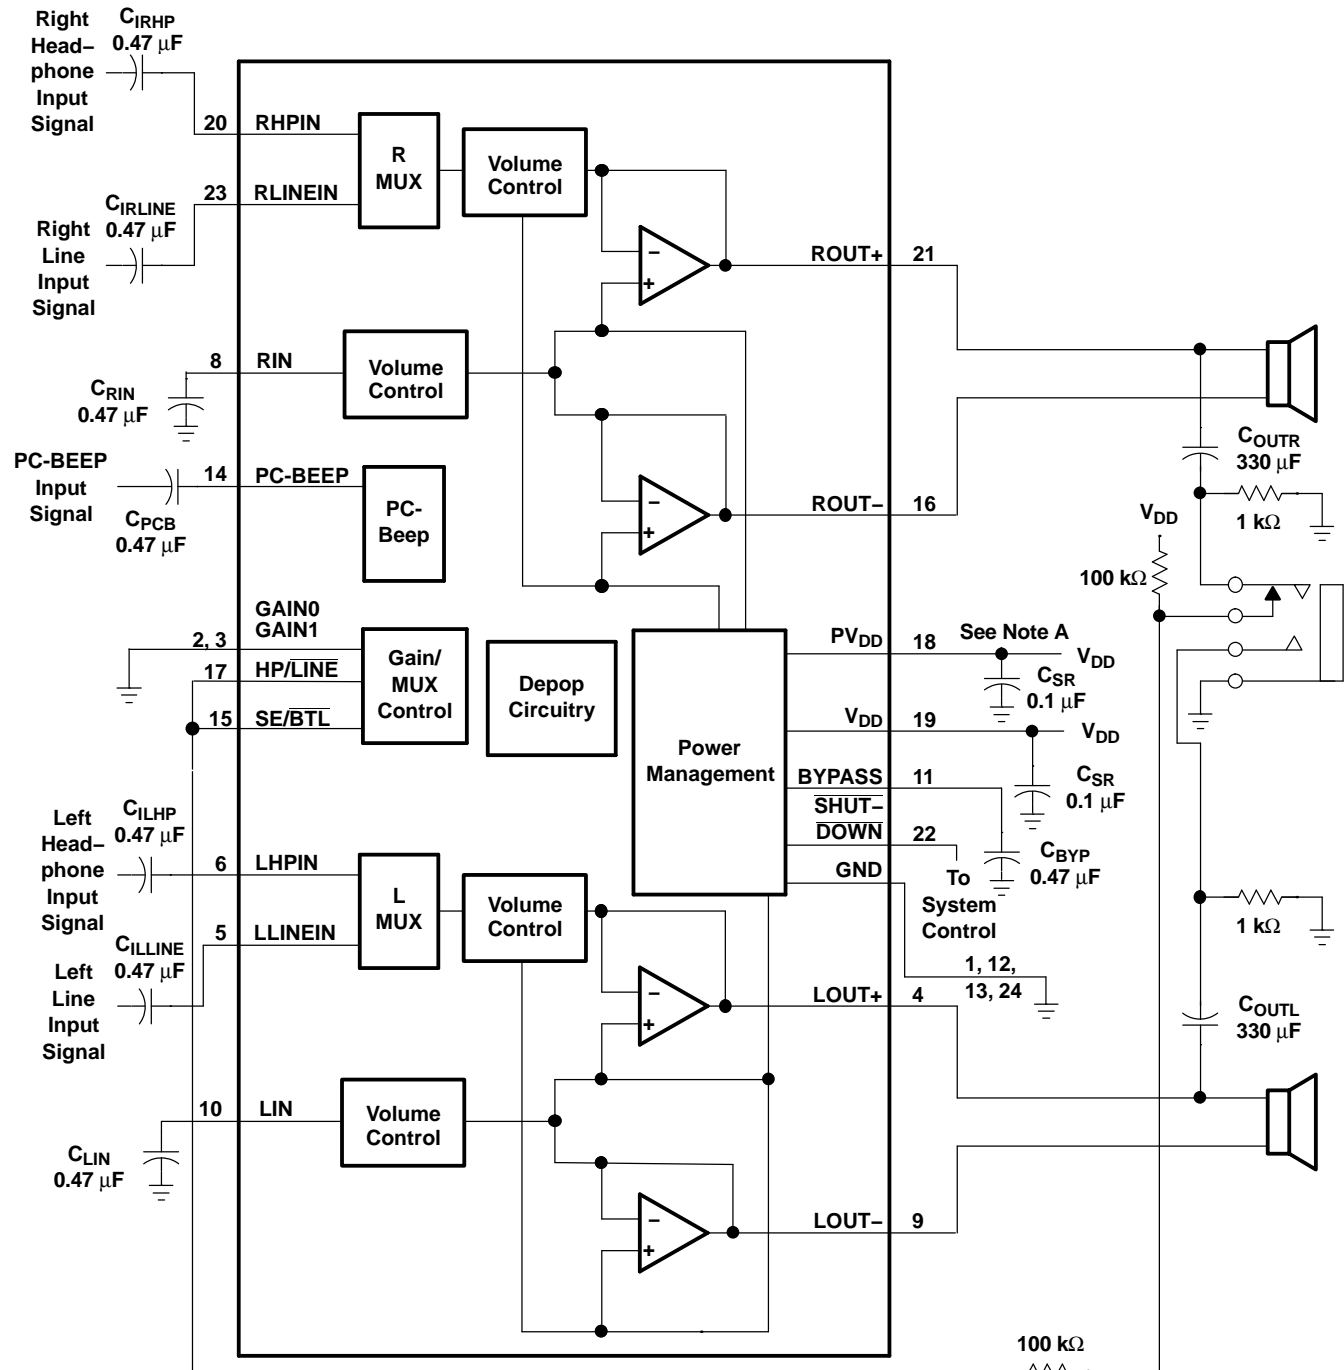 Right
Head–
phone
Input
Signal
CIRHP
0.47 μF
20
RHPIN
R
MUX
Volume
Control
23
RLINEIN
CIRLINE
0.47 μF
Right
Line
Input
Signal
–
+
ROUT+
21
8
RIN
Volume
Control
CRIN
0.47 μF
COUTR
330 μF
PC-BEEP
Input
Signal
14
PC-BEEP
CPCB
0.47 μF
PC-
Beep
–
+
ROUT–
16
VDD
1 kΩ
100 kΩ
GAIN0
GAIN1
2, 3
17
HP/LINE
15
SE/BTL
Gain/
MUX
Control
Depop
Circuitry
Power
Management
PVDD
18
See Note A
VDD
CSR
0.1 μF
VDD
19
VDD
CSR
0.1 μF
BYPASS
11
SHUT–
DOWN
22
CBYP
0.47 μF
GND
To
System
Control
1, 12,
13, 24
Left
Head–
phone
Input
Signal
CILHP
0.47 μF
6
LHPIN
L
MUX
Volume
Control
5
LLINEIN
CILLINE
0.47 μF
Left
Line
Input
Signal
1 kΩ
–
+
LOUT+
4
COUTL
330 μF
10
LIN
Volume
Control
CLIN
0.47 μF
–
+
LOUT–
9
100 kΩ